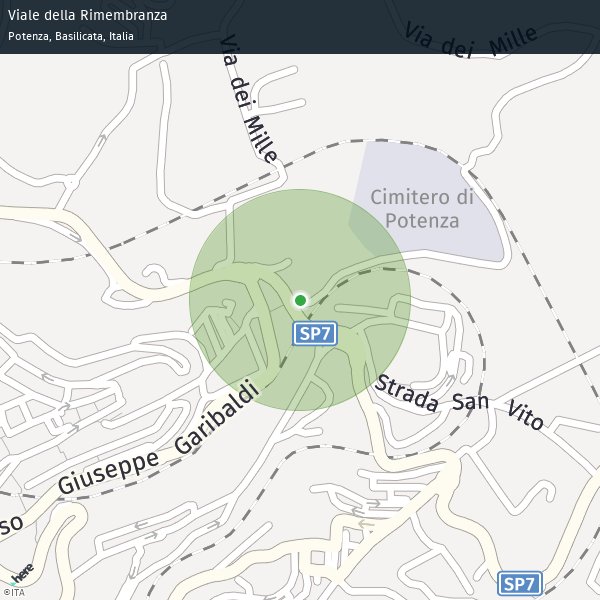 Viale della Rimembranza
Potenza, Basilicata, Italia
Via dei Mille
Via dei Mille
Cimitero di
Potenza
SP7
Strada San Vito
so Giuseppe Garibaldi
SP7
here
©ITA